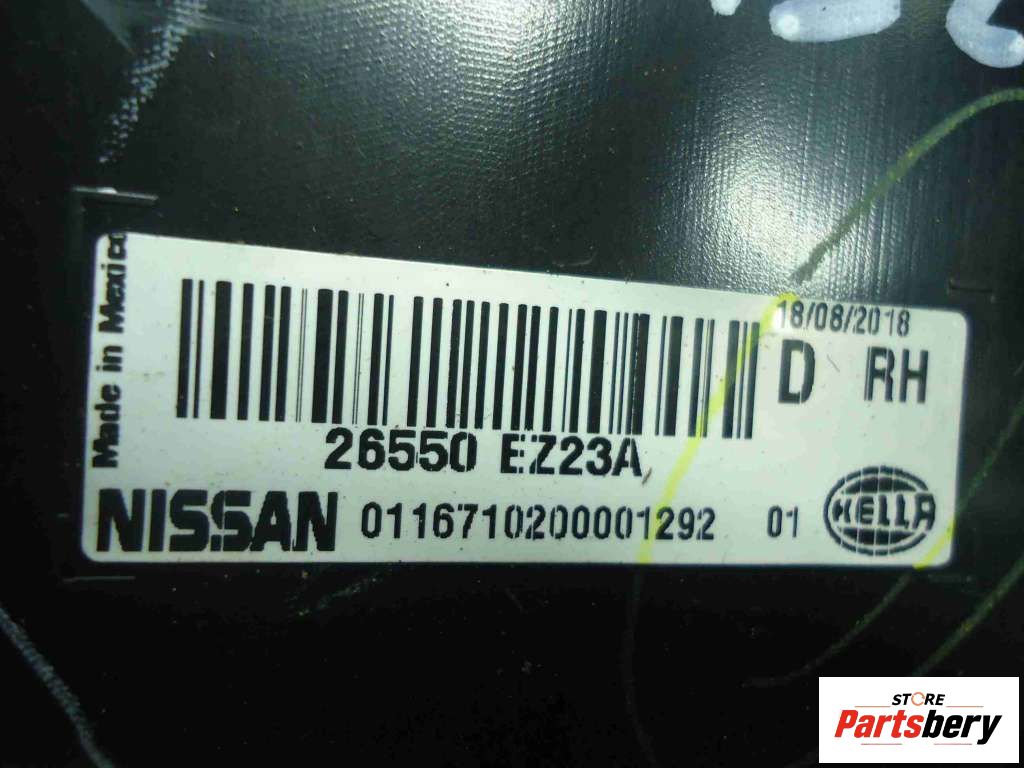 Made in Mexico
18/08/2018
D RH
26550 EZ23A
NISSAN 0116710200001292 01 HELLA
STORE
Partsbery